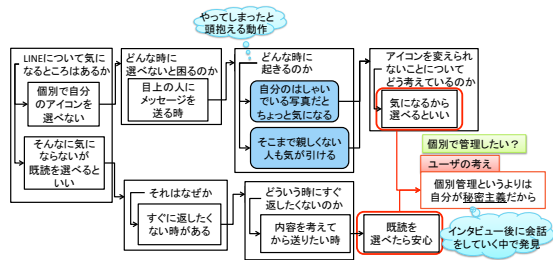 やってしまったと
頭抱える動作
LINEについて気に
なるところはあるか
個別で自分
のアイコンを
選べない
そんなに気に
ならないが
既読を選べると
いい
どんな時に
選べないと困るのか
目上の人に
メッセージを
送る時
どんな時に
起きるのか
自分のはしゃい
でいる写真だと
ちょっと気になる
そこまで親しくない
人も気が引ける
アイコンを変えられ
ないことについて
どう考えているのか
気になるから
選べるといい
それはなぜか
すぐに返したく
ない時がある
どういう時にすぐ
返したくないのか
内容を考えて
から送りたい時
既読を
選べたら安心
個別で管理したい？
ユーザの考え
個別管理というよりは
自分が秘密主義だから
インタビュー後に会話
をしていく中で発見